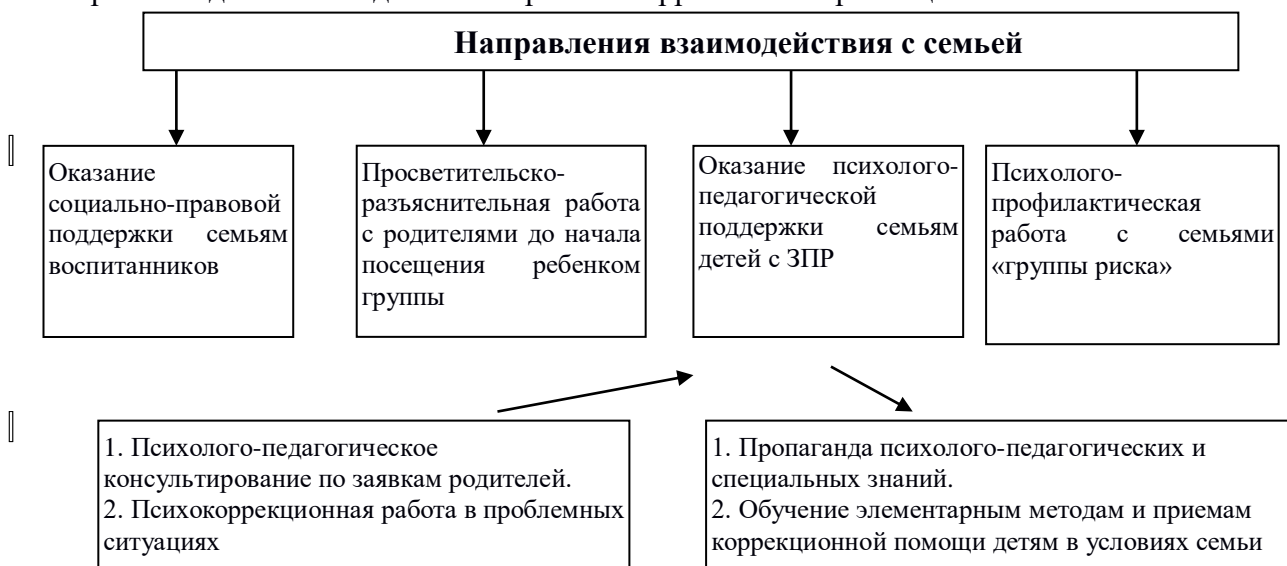 Направления взаимодействия с семьей
Оказание
социально-правовой
поддержки семьям
воспитанников
Просветительско-
разъяснительная работа
с родителями до начала
посещения ребенком
группы
Оказание психолого-
педагогической
поддержки семьям
детей с ЗПР
Психолого-
профилактическая
работа с семьями
«группы риска»
1. Психолого-педагогическое
консультирование по заявкам родителей.
2. Психокоррекционная работа в проблемных
ситуациях
1. Пропаганда психолого-педагогических и
специальных знаний.
2. Обучение элементарным методам и приемам
коррекционной помощи детям в условиях семьи